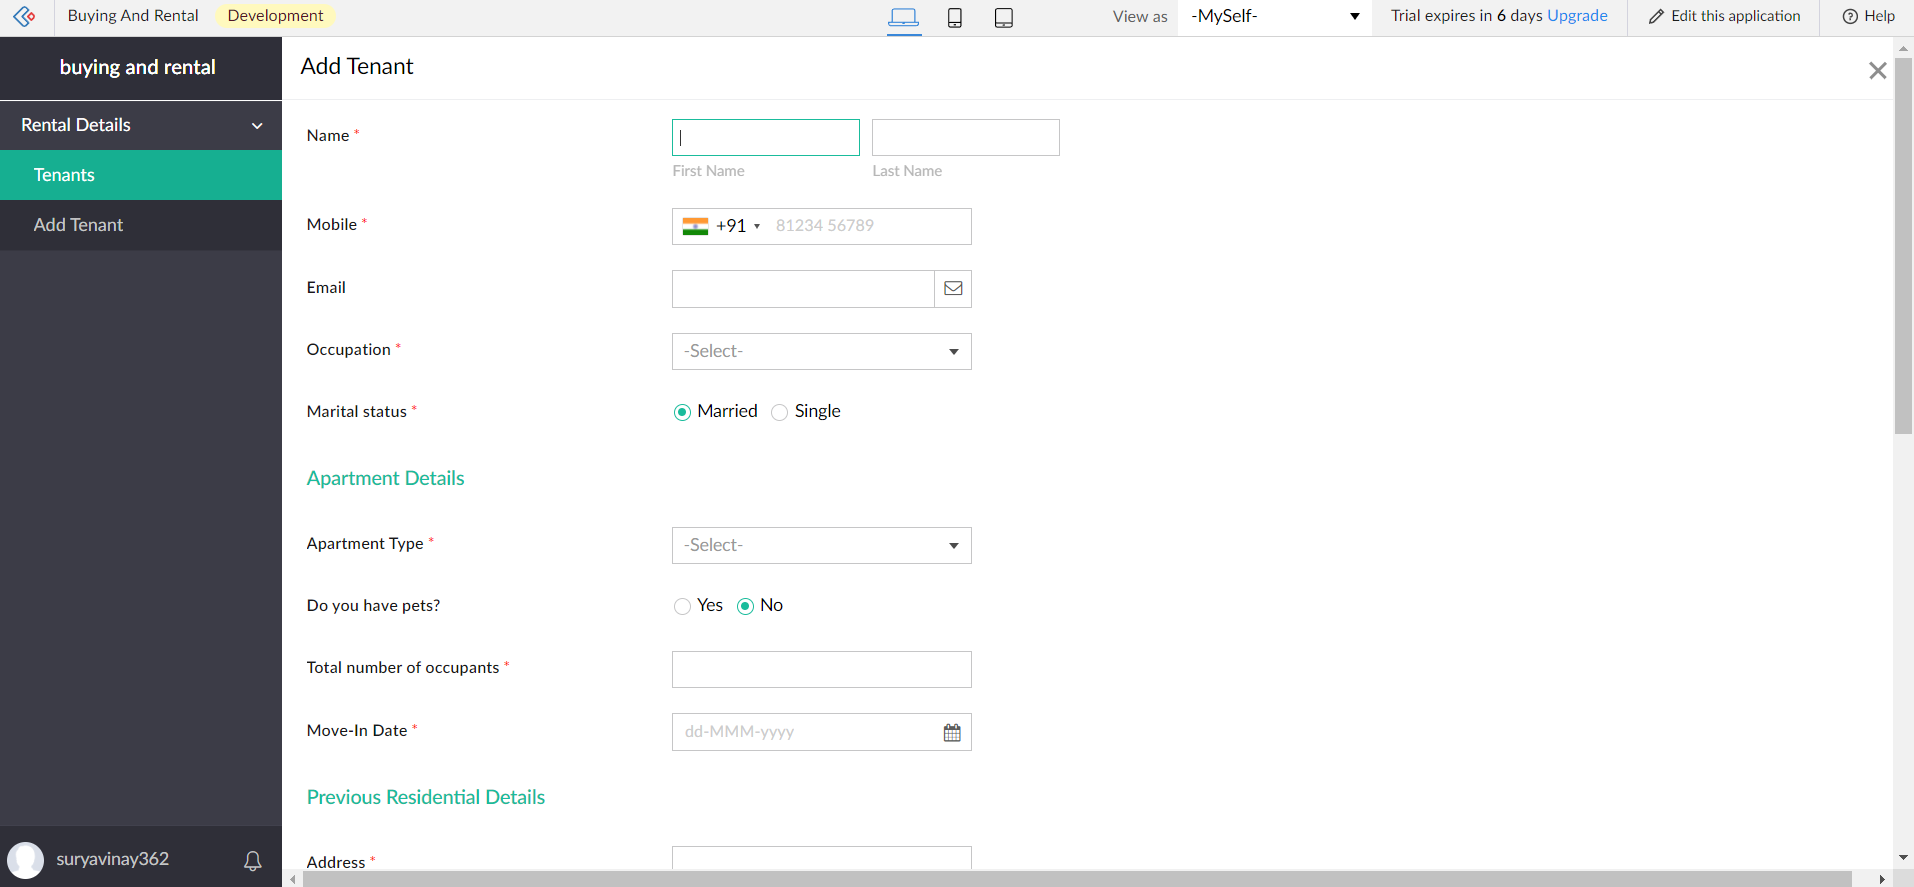 Buying And Rental Development View as -MySelf- Trial expires in 6 days Upgrade Edit this application Help
buying and rental
Rental Details
Tenants
Add Tenant
Add Tenant
Name *
First Name Last Name
Mobile * +91 81234 56789
Email
Occupation * -Select-
Marital status * Married Single
Apartment Details
Apartment Type * -Select-
Do you have pets? Yes No
Total number of occupants *
Move-In Date * dd-MMM-yyyy
Previous Residential Details
Address *
suryavinay362